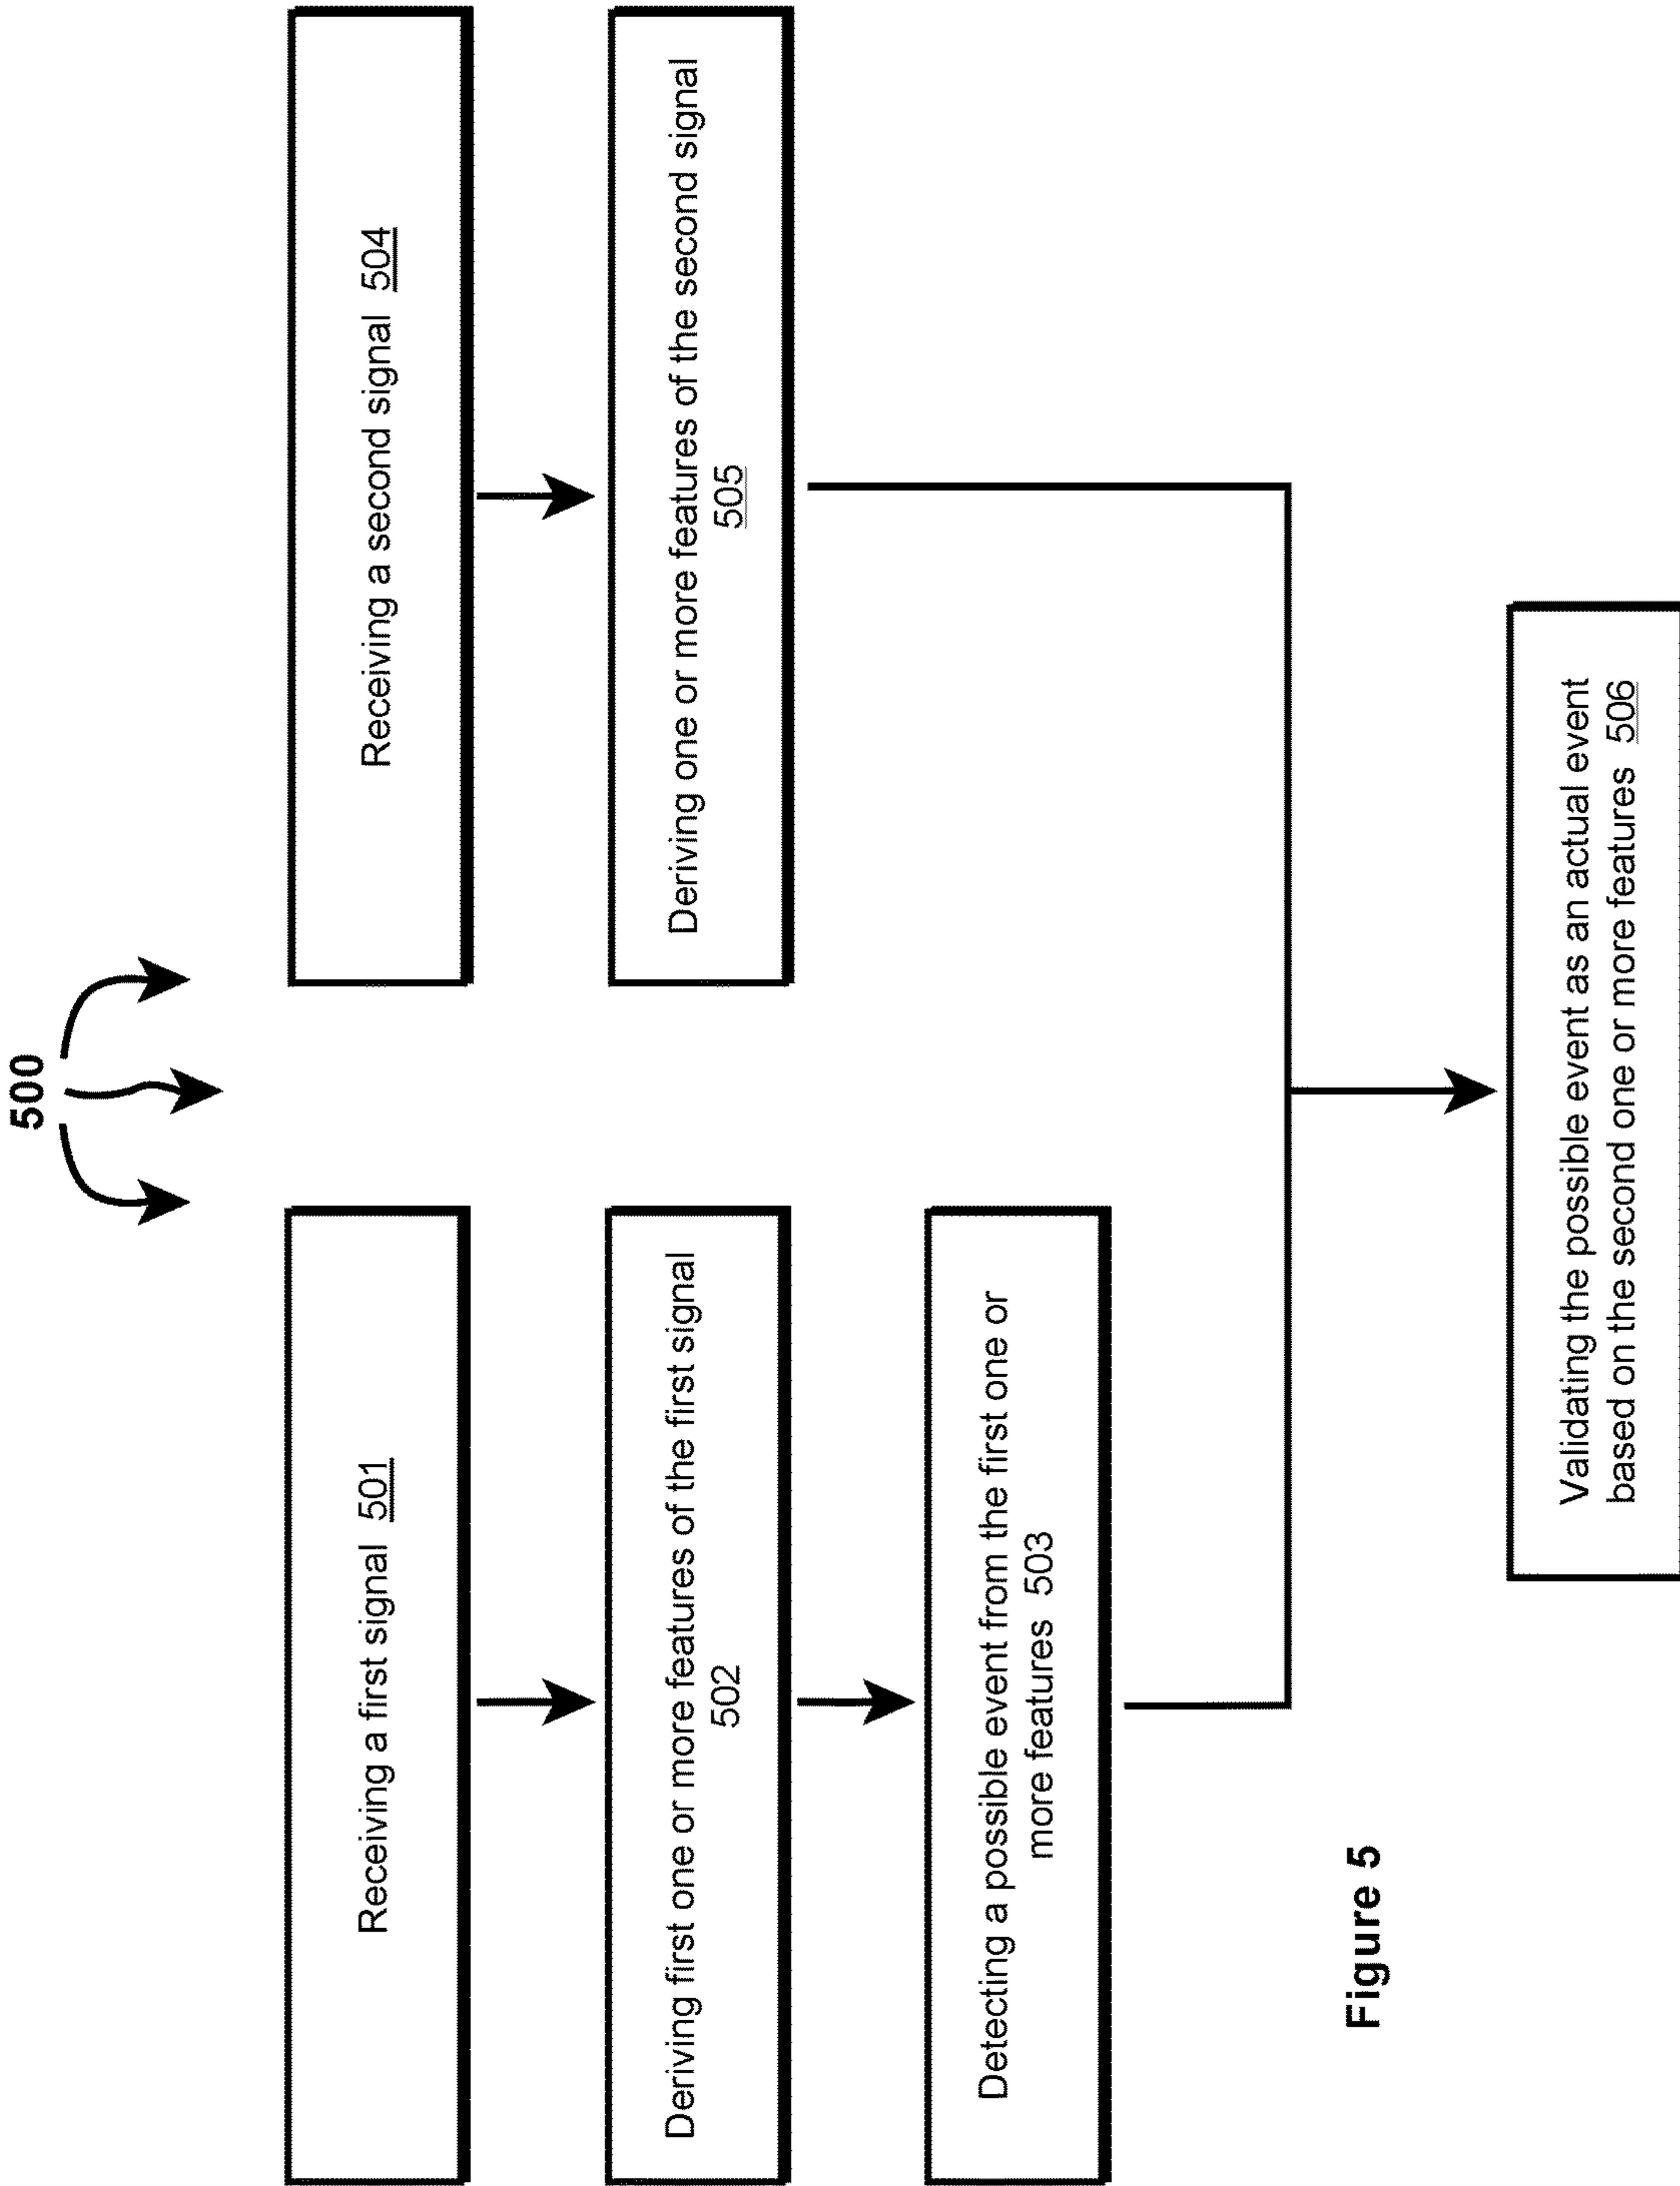 500
Receiving a first signal 501
Deriving first one or more features of the first signal
502
Detecting a possible event from the first one or
more features 503
Receiving a second signal 504
Deriving one or more features of the second signal
505
Validating the possible event as an actual event
based on the second one or more features 506
Figure 5